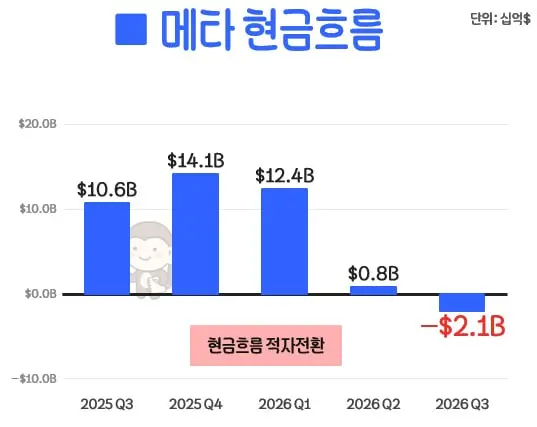 메타 현금흐름
단위: 십억$
$20.0B
$10.0B
$0.0B
−$10.0B
$10.6B
$14.1B
$12.4B
$0.8B
−$2.1B
현금흐름 적자전환
2025 Q3
2025 Q4
2026 Q1
2026 Q2
2026 Q3